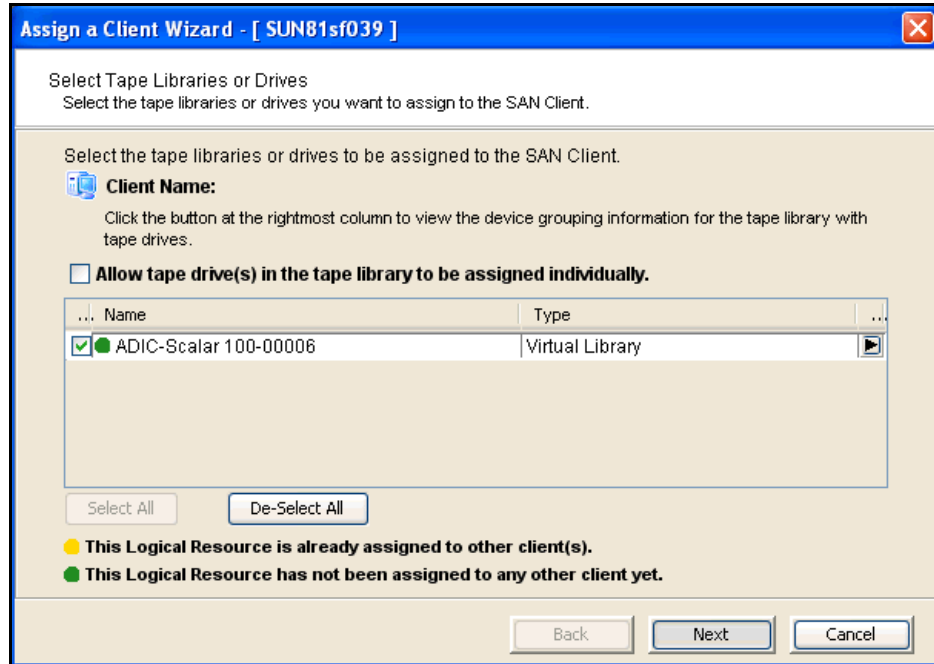 Assign a Client Wizard - [ SUN81sf039 ]
Select Tape Libraries or Drives
Select the tape libraries or drives you want to assign to the SAN Client.
Select the tape libraries or drives to be assigned to the SAN Client.
Client Name:
Click the button at the rightmost column to view the device grouping information for the tape library with
tape drives.
Allow tape drive(s) in the tape library to be assigned individually.
... Name Type ...
ADIC-Scalar 100-00006 Virtual Library
Select All De-Select All
This Logical Resource is already assigned to other client(s).
This Logical Resource has not been assigned to any other client yet.
Back Next Cancel